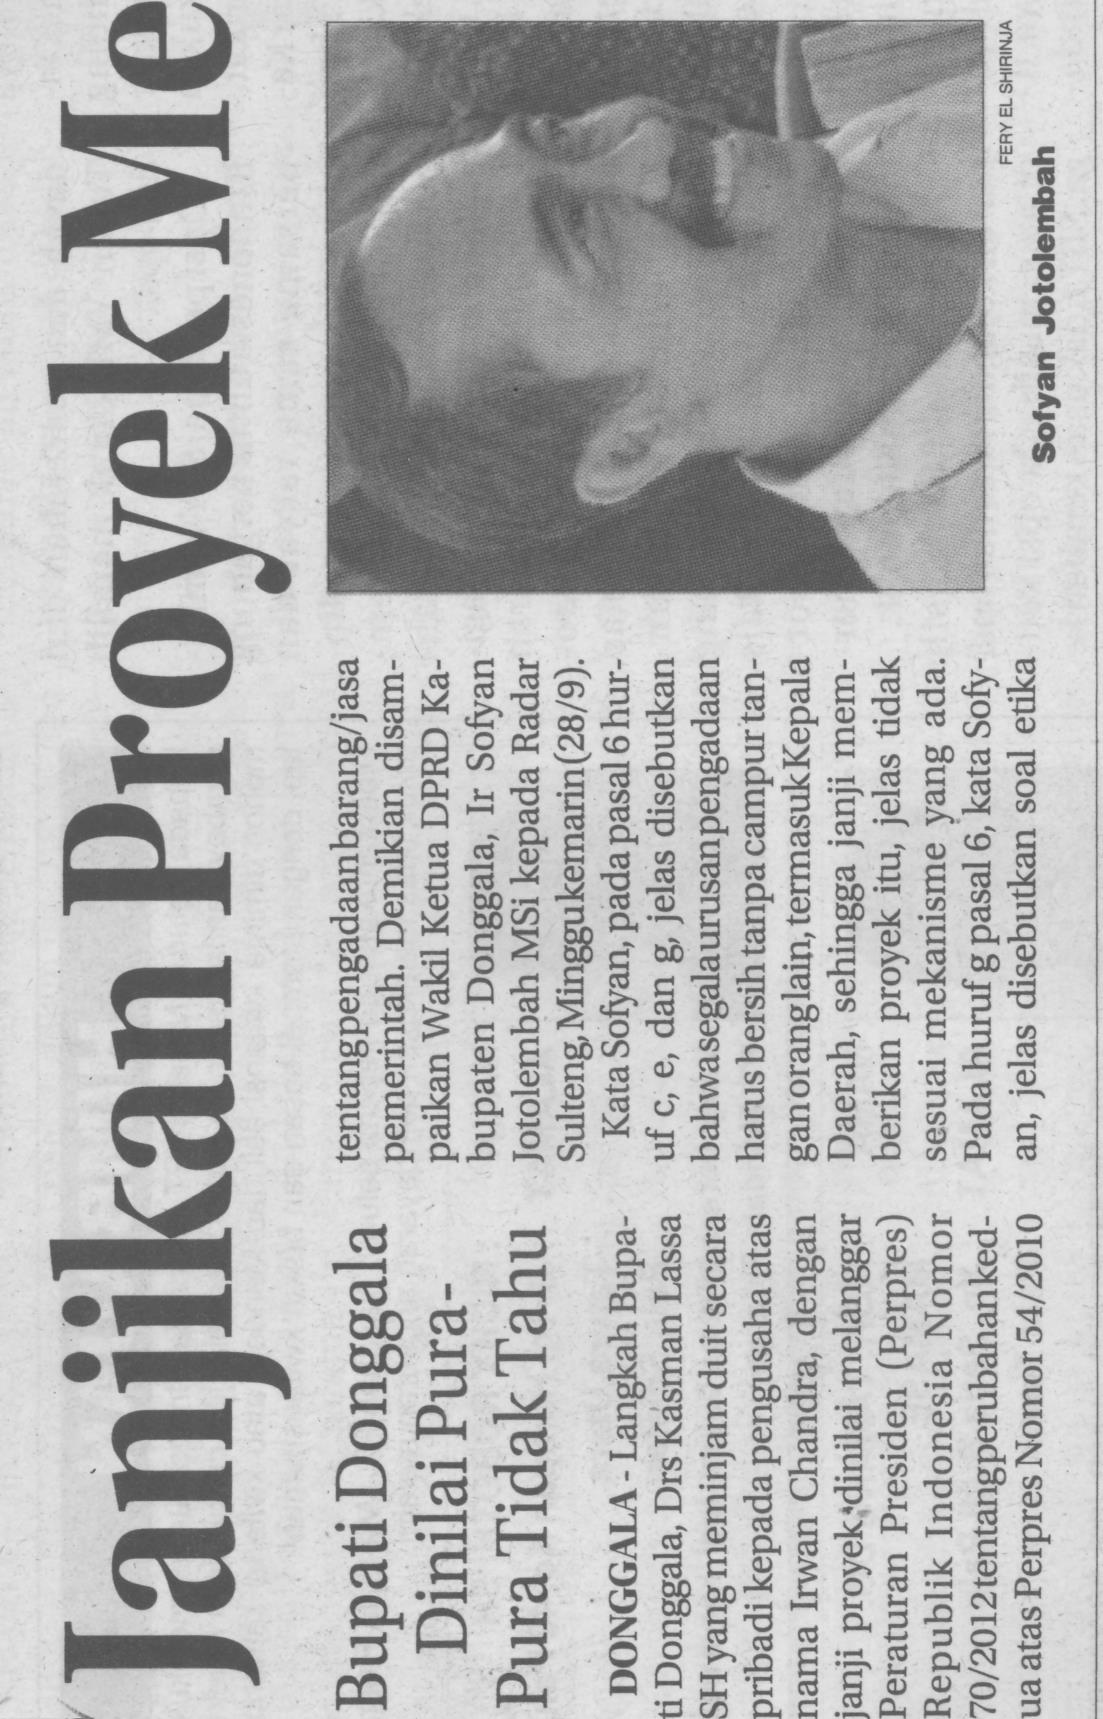 Janjikan Proyek Me
Bupati Donggala
Dinilai Pura-
Pura Tidak Tahu
DONGGALA - Langkah Bupa-
ti Donggala, Drs Kasman Lassa
SH yang meminjam duit secara
pribadi kepada pengusaha atas
nama Irwan Chandra, dengan
janji proyek dinilai melanggar
Peraturan Presiden (Perpres)
Republik Indonesia Nomor
70/2012 tentang perubahan ked-
ua atas Perpres Nomor 54/2010
tentang pengadaan barang/jasa
pemerintah. Demikian disam-
paikan Wakil Ketua DPRD Ka-
bupaten Donggala, Ir Sofyan
Jotolembah MSi kepada Radar
Sulteng, Minggu kemarin (28/9).
Kata Sofyan, pada pasal 6 hur-
uf c, e, dan g, jelas disebutkan
bahwa segala urusan pengadaan
harus bersih tanpa campur tan-
gan orang lain, termasuk Kepala
Daerah, sehingga janji mem-
berikan proyek itu, jelas tidak
sesuai mekanisme yang ada.
Pada huruf g pasal 6, kata Sofy-
an, jelas disebutkan soal etika
FERY EL SHIRINJA
Sofyan Jotolembah